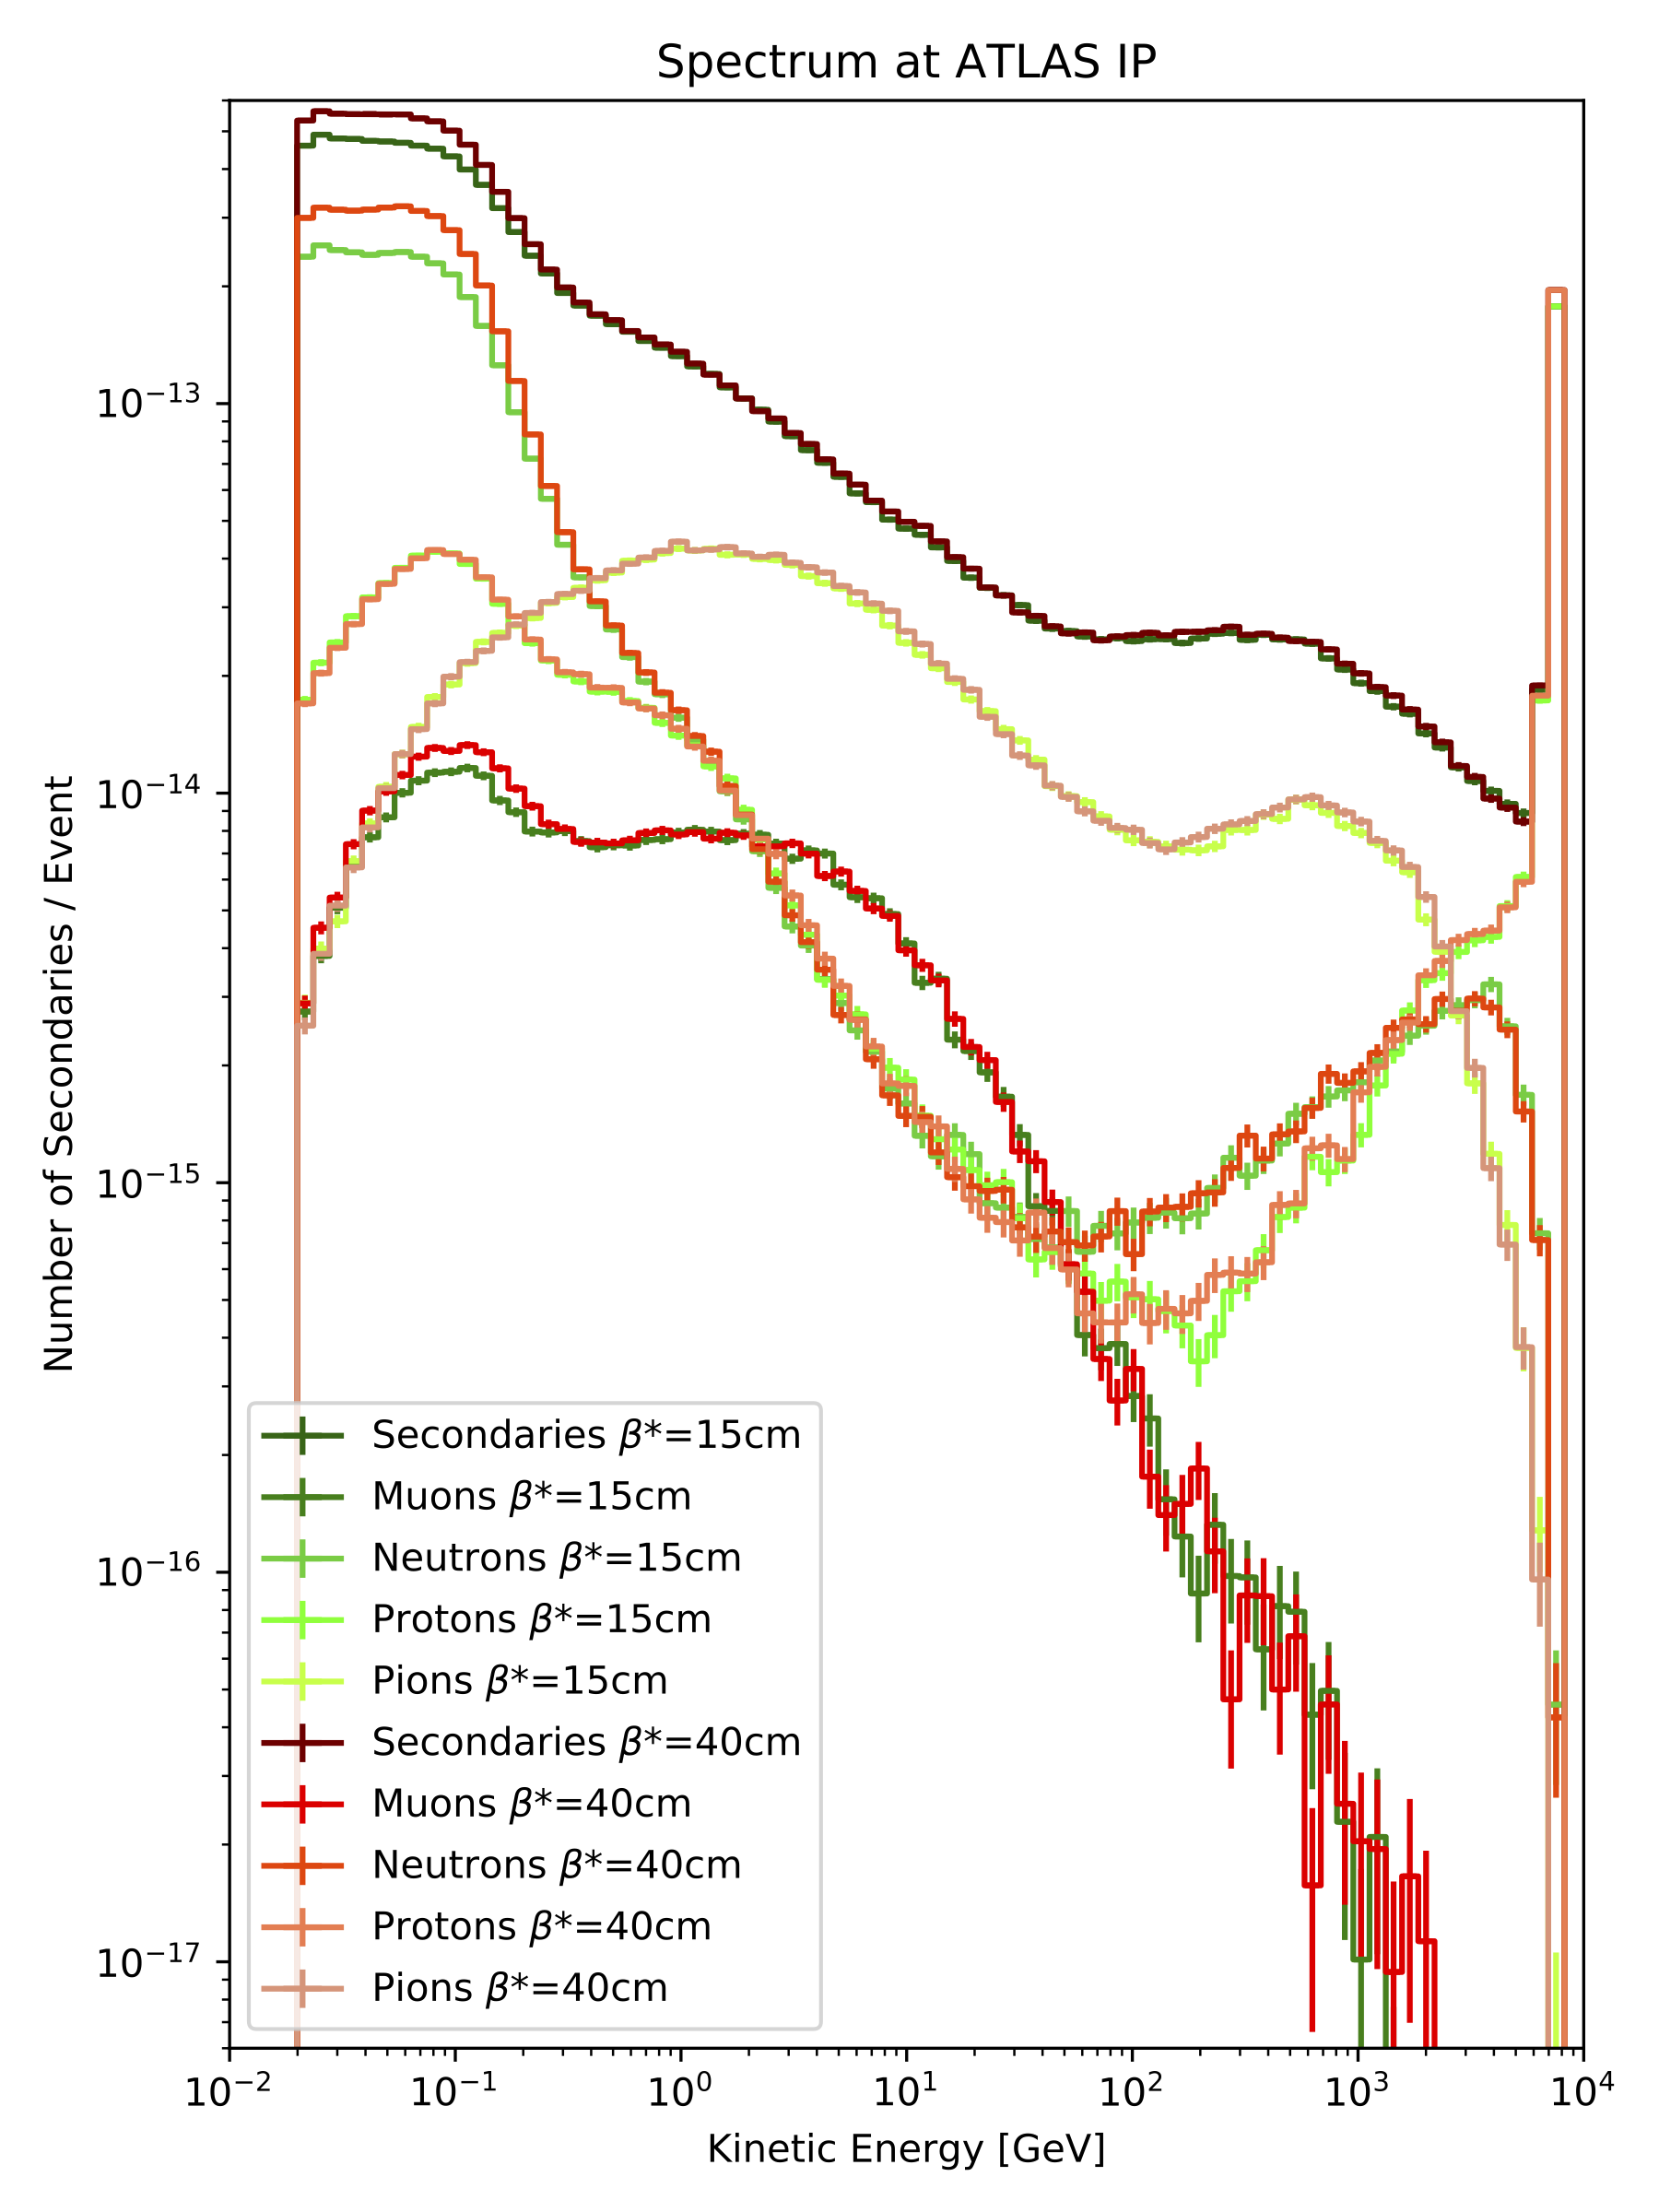 Spectrum at ATLAS IP
Number of Secondaries / Event
10⁻¹³
10⁻¹⁴
10⁻¹⁵
10⁻¹⁶
10⁻¹⁷
Secondaries β*=15cm
Muons β*=15cm
Neutrons β*=15cm
Protons β*=15cm
Pions β*=15cm
Secondaries β*=40cm
Muons β*=40cm
Neutrons β*=40cm
Protons β*=40cm
Pions β*=40cm
10⁻² 10⁻¹ 10⁰ 10¹ 10² 10³ 10⁴
Kinetic Energy [GeV]